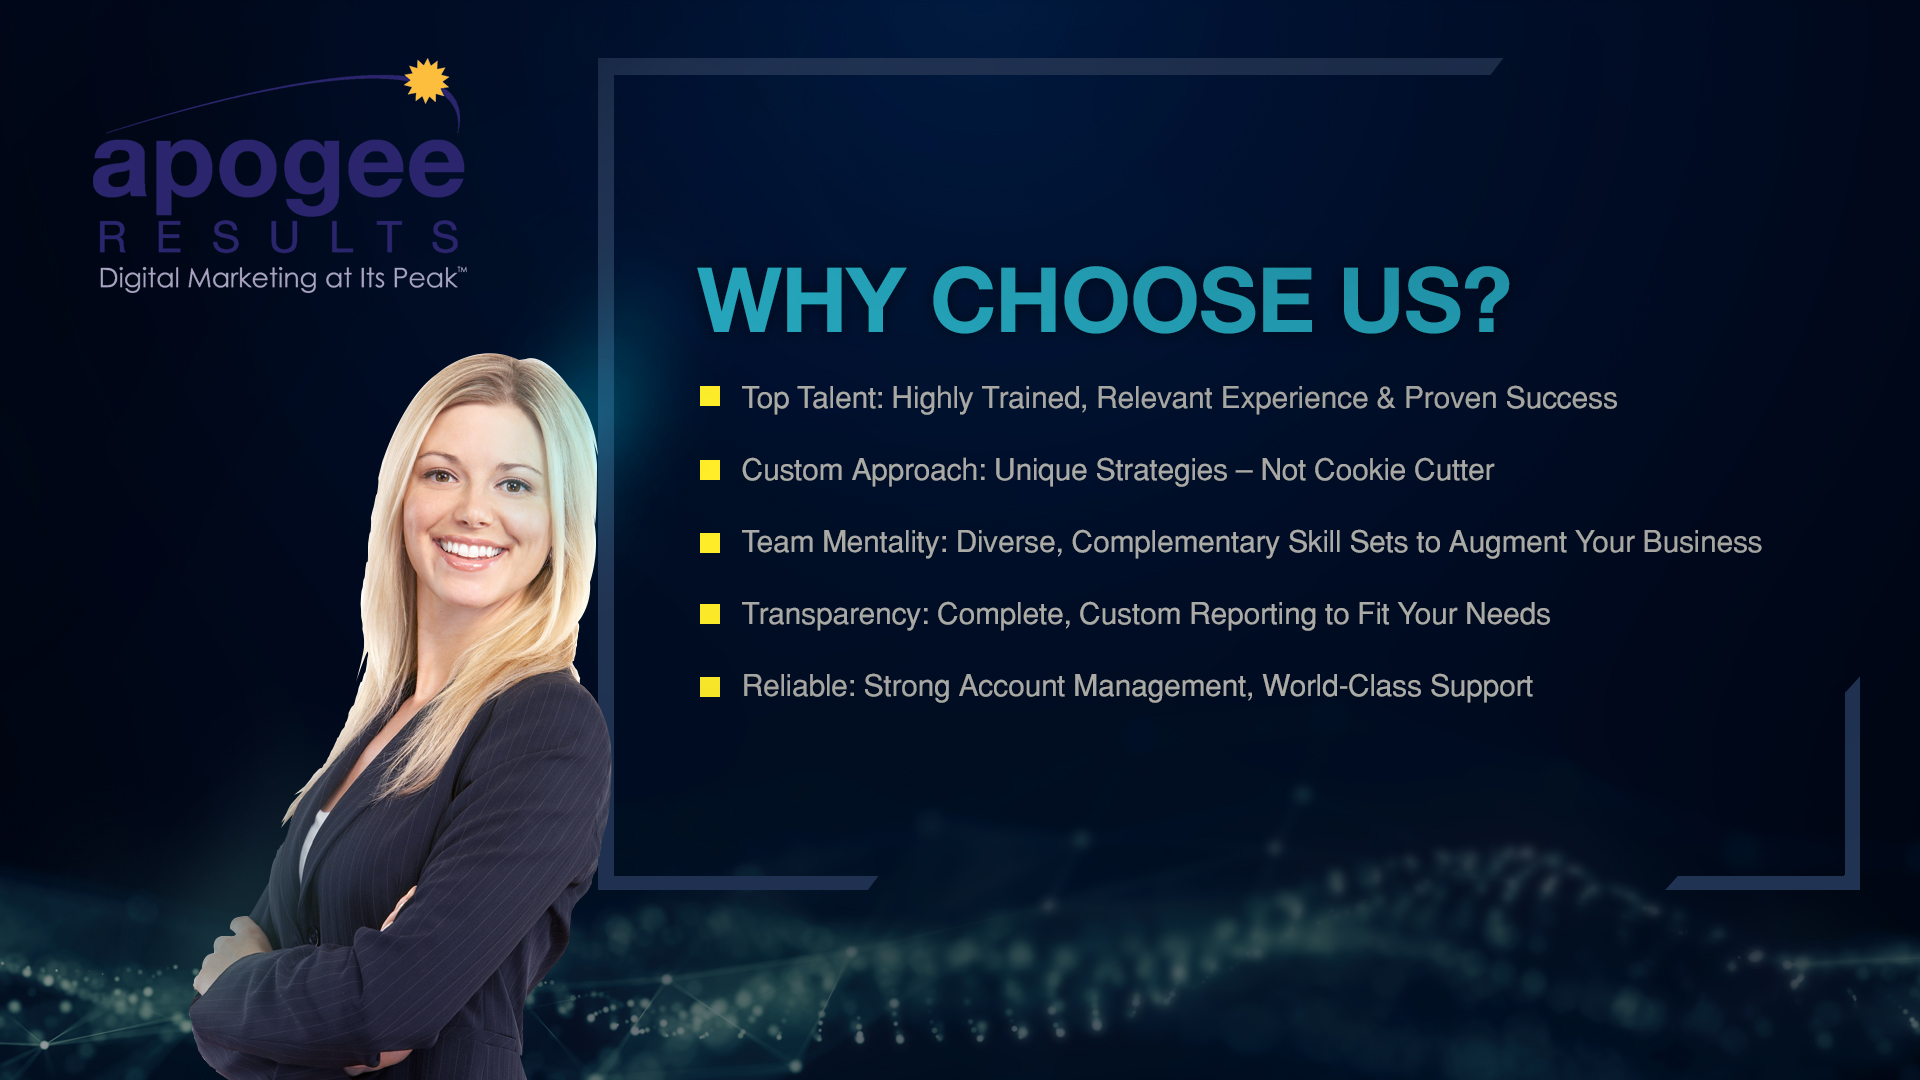 apogee
RESULTS
Digital Marketing at Its Peak™
WHY CHOOSE US?
Top Talent: Highly Trained, Relevant Experience & Proven Success
Custom Approach: Unique Strategies – Not Cookie Cutter
Team Mentality: Diverse, Complementary Skill Sets to Augment Your Business
Transparency: Complete, Custom Reporting to Fit Your Needs
Reliable: Strong Account Management, World-Class Support